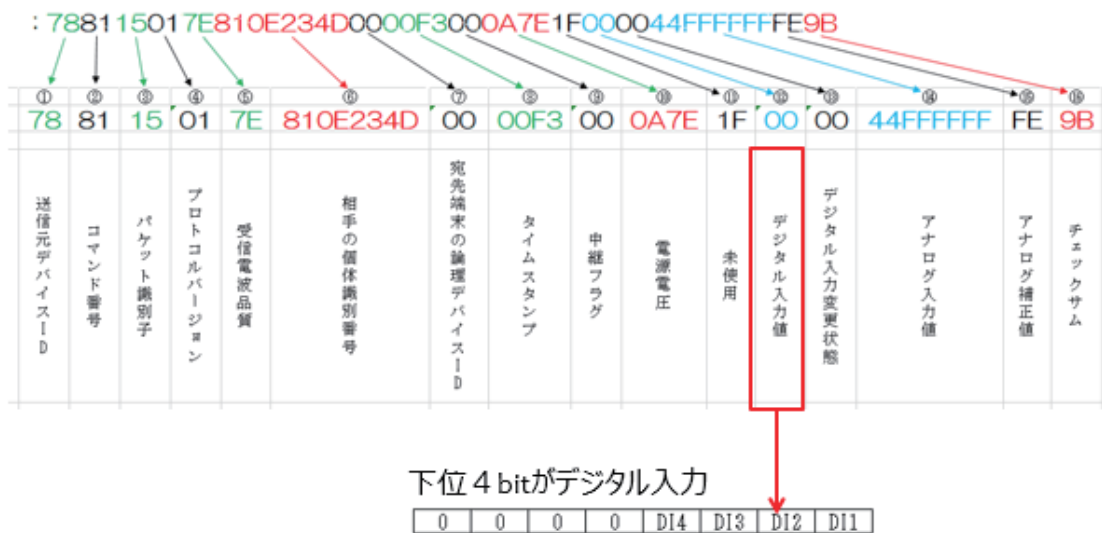 : 788115017E810E234D0000F3000A7E1F000044FFFFFFFE9B
① ② ③ ④ ⑤ ⑥ ⑦ ⑧ ⑨ ⑩ ⑪ ⑫ ⑬ ⑭ ⑮ ⑯
78 81 15 01 7E 810E234D 00 00F3 00 0A7E 1F 00 00 44FFFFFF FE 9B
送信元デバイスID
コマンド番号
パケット識別子
プロトコルバージョン
受信電波品質
相手の個体識別番号
宛先端末の論理デバイスID
タイムスタンプ
中継フラグ
電源電圧
未使用
デジタル入力値
デジタル入力変更状態
アナログ入力値
アナログ補正値
チェックサム
下位4bitがデジタル入力
0 0 0 0 DI4 DI3 DI2 DI1